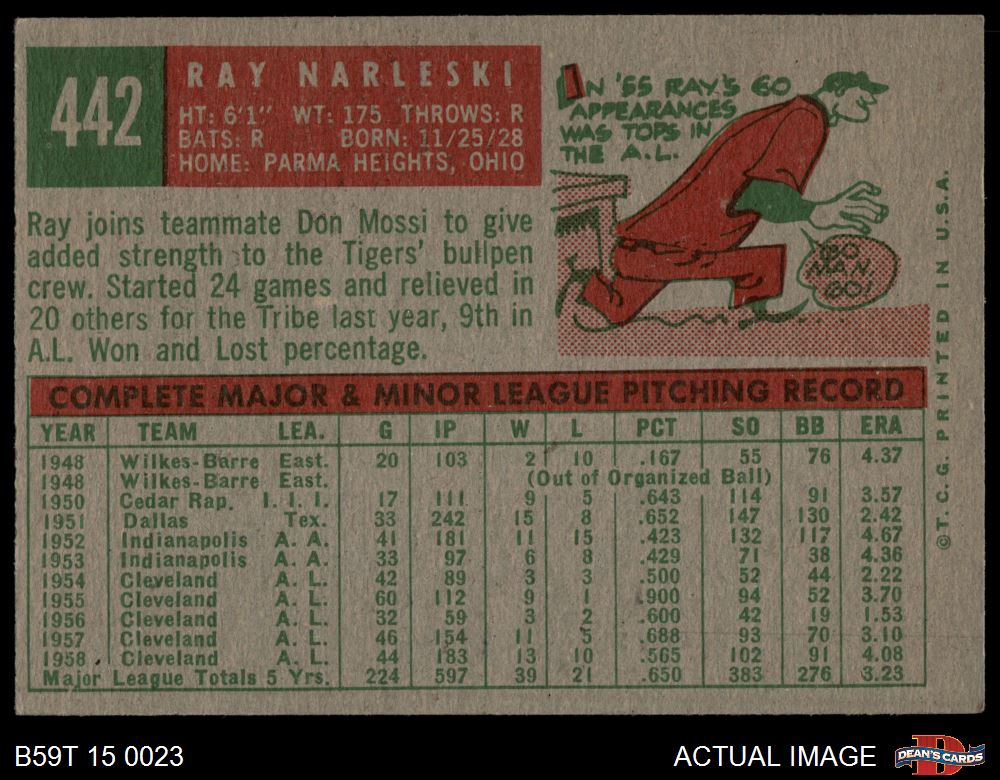 442
RAY NARLESKI
HT: 6'1" WT: 175 THROWS: R
BATS: R BORN: 11/25/28
HOME: PARMA HEIGHTS, OHIO
IN '55 RAY'S 60
APPEARANCES
WAS TOPS IN
THE A.L.
GO
MAN
GO!
Ray joins teammate Don Mossi to give
added strength to the Tigers' bullpen
crew. Started 24 games and relieved in
20 others for the Tribe last year, 9th in
A.L. Won and Lost percentage.
COMPLETE MAJOR & MINOR LEAGUE PITCHING RECORD
YEAR TEAM LEA. G IP W L PCT SO BB ERA
1948 Wilkes-Barre East. 20 103 2 10 .167 55 76 4.37
1948 Wilkes-Barre East. (Out of Organized Ball)
1950 Cedar Rap. I. I. I. 17 111 9 5 .643 114 91 3.57
1951 Dallas Tex. 33 242 15 8 .652 147 130 2.42
1952 Indianapolis A. A. 41 181 11 15 .423 132 117 4.67
1953 Indianapolis A. A. 33 97 6 8 .429 71 38 4.36
1954 Cleveland A. L. 42 89 3 3 .500 52 44 2.22
1955 Cleveland A. L. 60 112 9 1 .900 94 52 3.70
1956 Cleveland A. L. 32 59 3 2 .600 42 19 1.53
1957 Cleveland A. L. 46 154 11 5 .688 93 70 3.10
1958 Cleveland A. L. 44 183 13 10 .565 102 91 4.08
Major League Totals 5 Yrs. 224 597 39 21 .650 383 276 3.23
©T. C. G. PRINTED IN U.S.A.
B59T 15 0023
ACTUAL IMAGE
D
DEAN'S CARDS